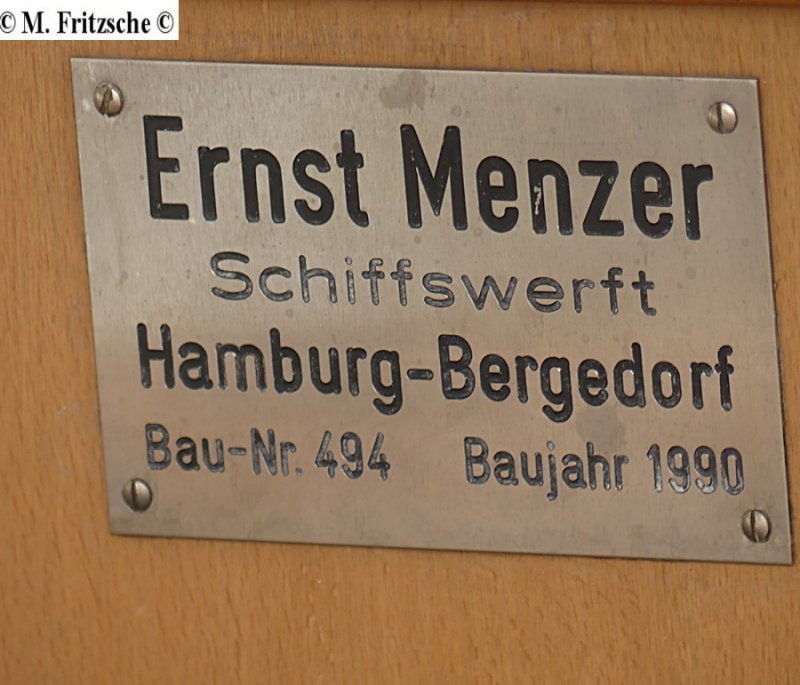 © M. Fritzsche ©
Ernst Menzer
Schiffswerft
Hamburg-Bergedorf
Bau-Nr. 494 Baujahr 1990